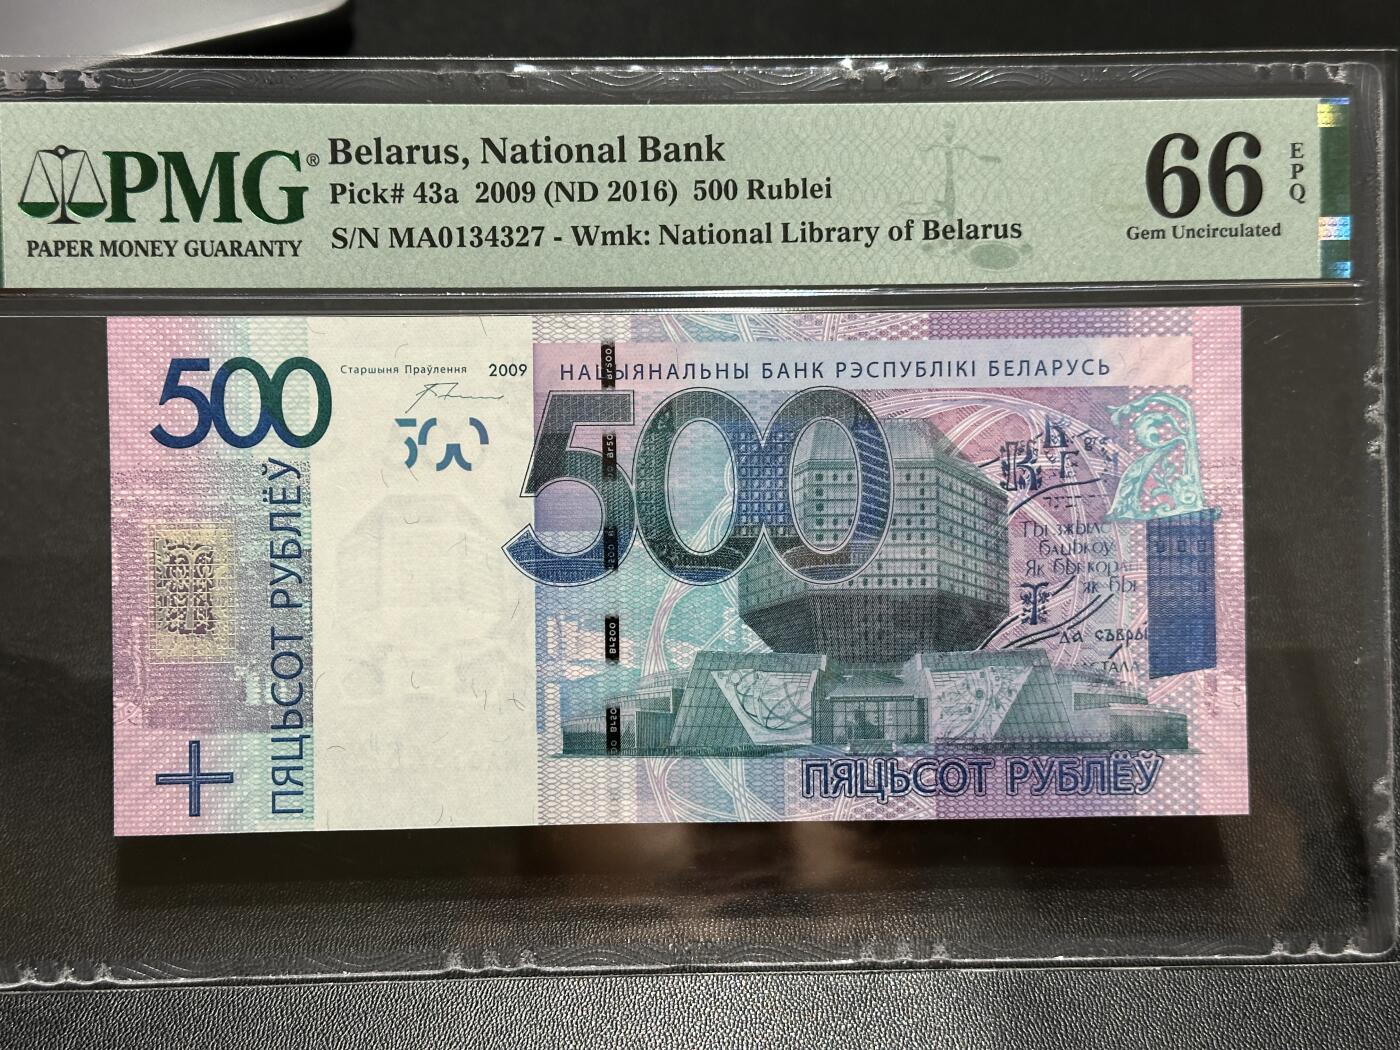 PMG®
PAPER MONEY GUARANTY
Belarus, National Bank
Pick# 43a 2009 (ND 2016) 500 Rublei
S/N MA0134327 - Wmk: National Library of Belarus
66
EPQ
Gem Uncirculated
500
Старшыня Праўлення 2009
НАЦЫЯНАЛЬНЫ БАНК РЭСПУБЛІКІ БЕЛАРУСЬ
500
ПЯЦЬСОТ РУБЛЁЎ
ПЯЦЬСОТ РУБЛЁЎ